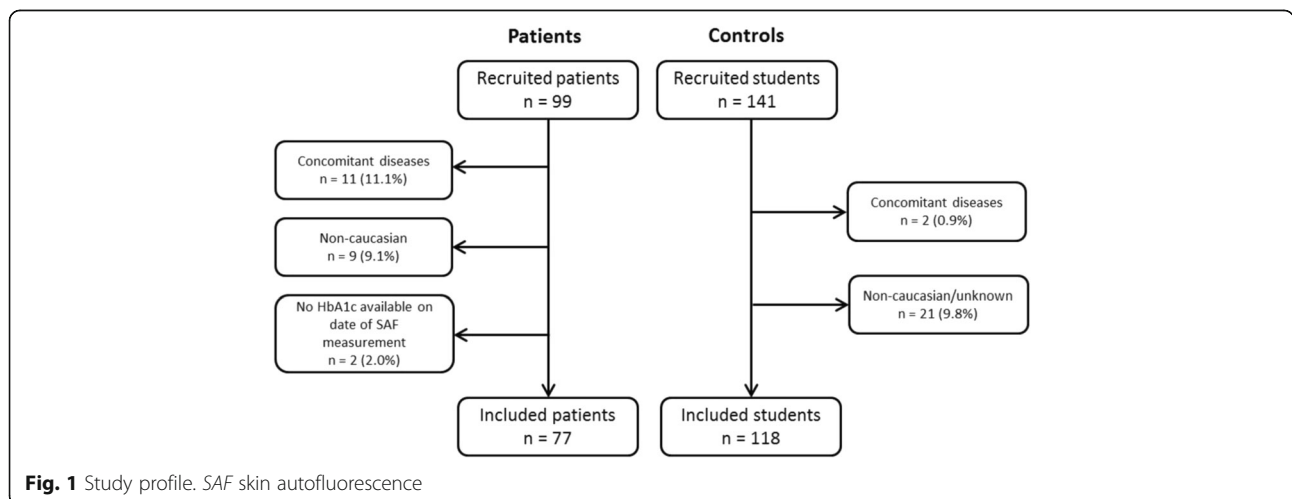 Patients
Recruited patients
n = 99
Concomitant diseases
n = 11 (11.1%)
Non-caucasian
n = 9 (9.1%)
No HbA1c available on
date of SAF
measurement
n = 2 (2.0%)
Included patients
n = 77
Controls
Recruited students
n = 141
Concomitant diseases
n = 2 (0.9%)
Non-caucasian/unknown
n = 21 (9.8%)
Included students
n = 118
Fig. 1 Study profile. SAF skin autofluorescence